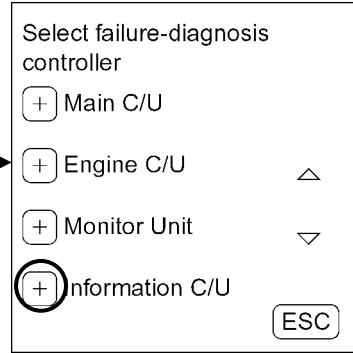 Select failure-diagnosis
controller
+ Main C/U
+ Engine C/U
+ Monitor Unit
+ Information C/U
ESC